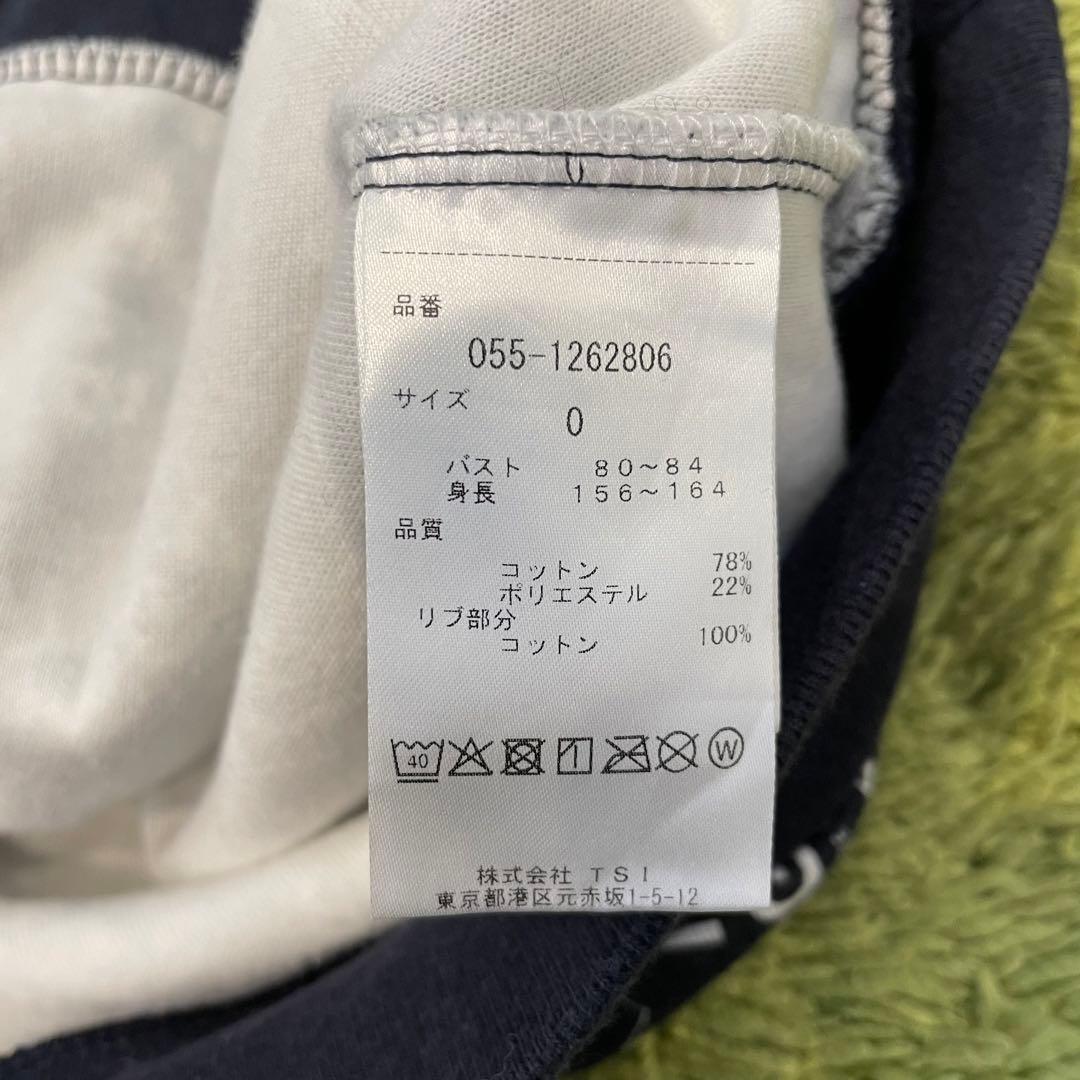 品番
055-1262806
サイズ
0
バスト 80～84
身長 156～164
品質
コットン 78%
ポリエステル 22%
リブ部分
コットン 100%
40 W
株式会社 TSI
東京都港区元赤坂1-5-12